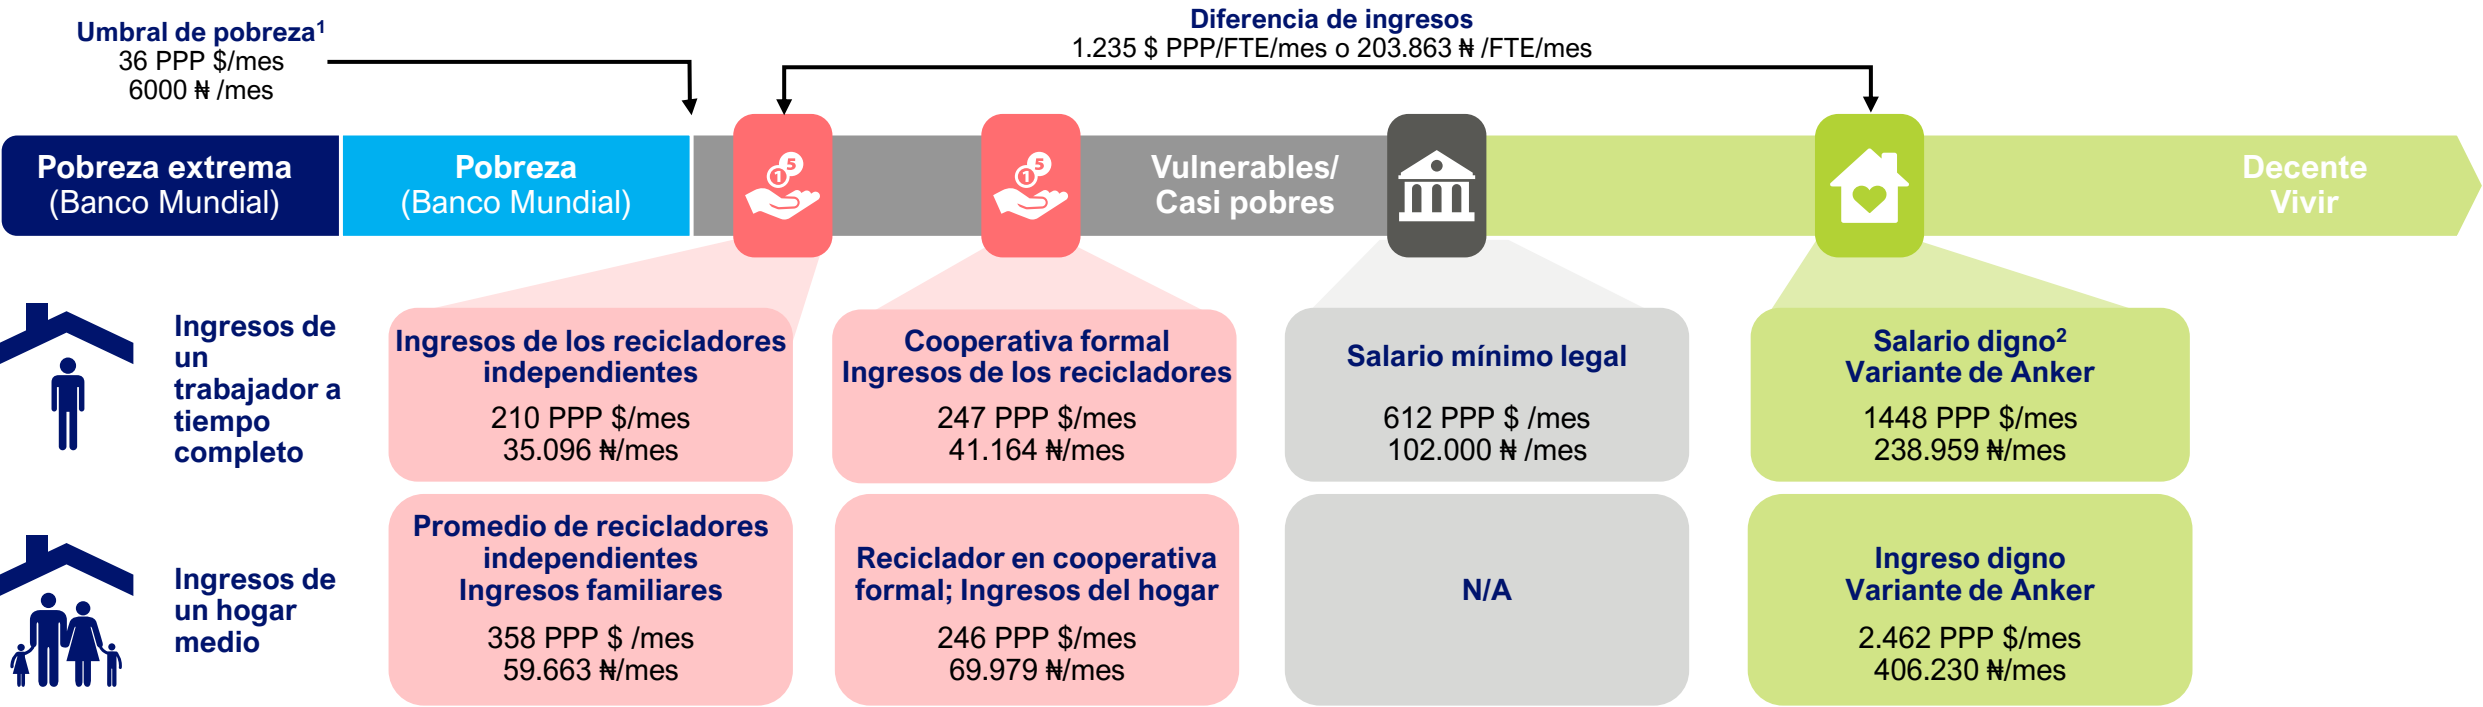 Umbral de pobreza¹
36 PPP $/mes
6000 ₦ /mes
Diferencia de ingresos
1.235 $ PPP/FTE/mes o 203.863 ₦ /FTE/mes
Pobreza extrema
(Banco Mundial)
Pobreza
(Banco Mundial)
1 5
1 5
Vulnerables/
Casi pobres
Decente
Vivir
Ingresos de
un
trabajador a
tiempo
completo
Ingresos de los recicladores
independientes
210 PPP $/mes
35.096 ₦/mes
Cooperativa formal
Ingresos de los recicladores
247 PPP $/mes
41.164 ₦/mes
Salario mínimo legal
612 PPP $ /mes
102.000 ₦ /mes
Salario digno²
Variante de Anker
1448 PPP $/mes
238.959 ₦/mes
Ingresos de
un hogar
medio
Promedio de recicladores
independientes
Ingresos familiares
358 PPP $ /mes
59.663 ₦/mes
Reciclador en cooperativa
formal; Ingresos del hogar
246 PPP $/mes
69.979 ₦/mes
N/A
Ingreso digno
Variante de Anker
2.462 PPP $/mes
406.230 ₦/mes